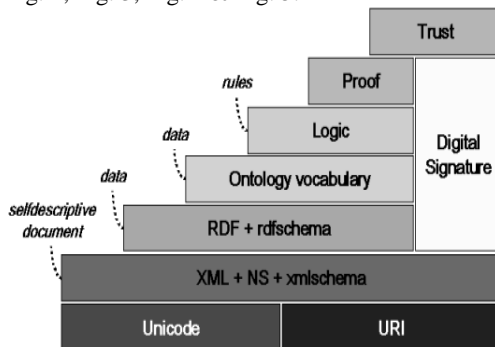 Trust
Proof
rules
Logic
Digital
Signature
data
Ontology vocabulary
data
RDF + rdfschema
selfdescriptive
document
XML + NS + xmlschema
Unicode
URI